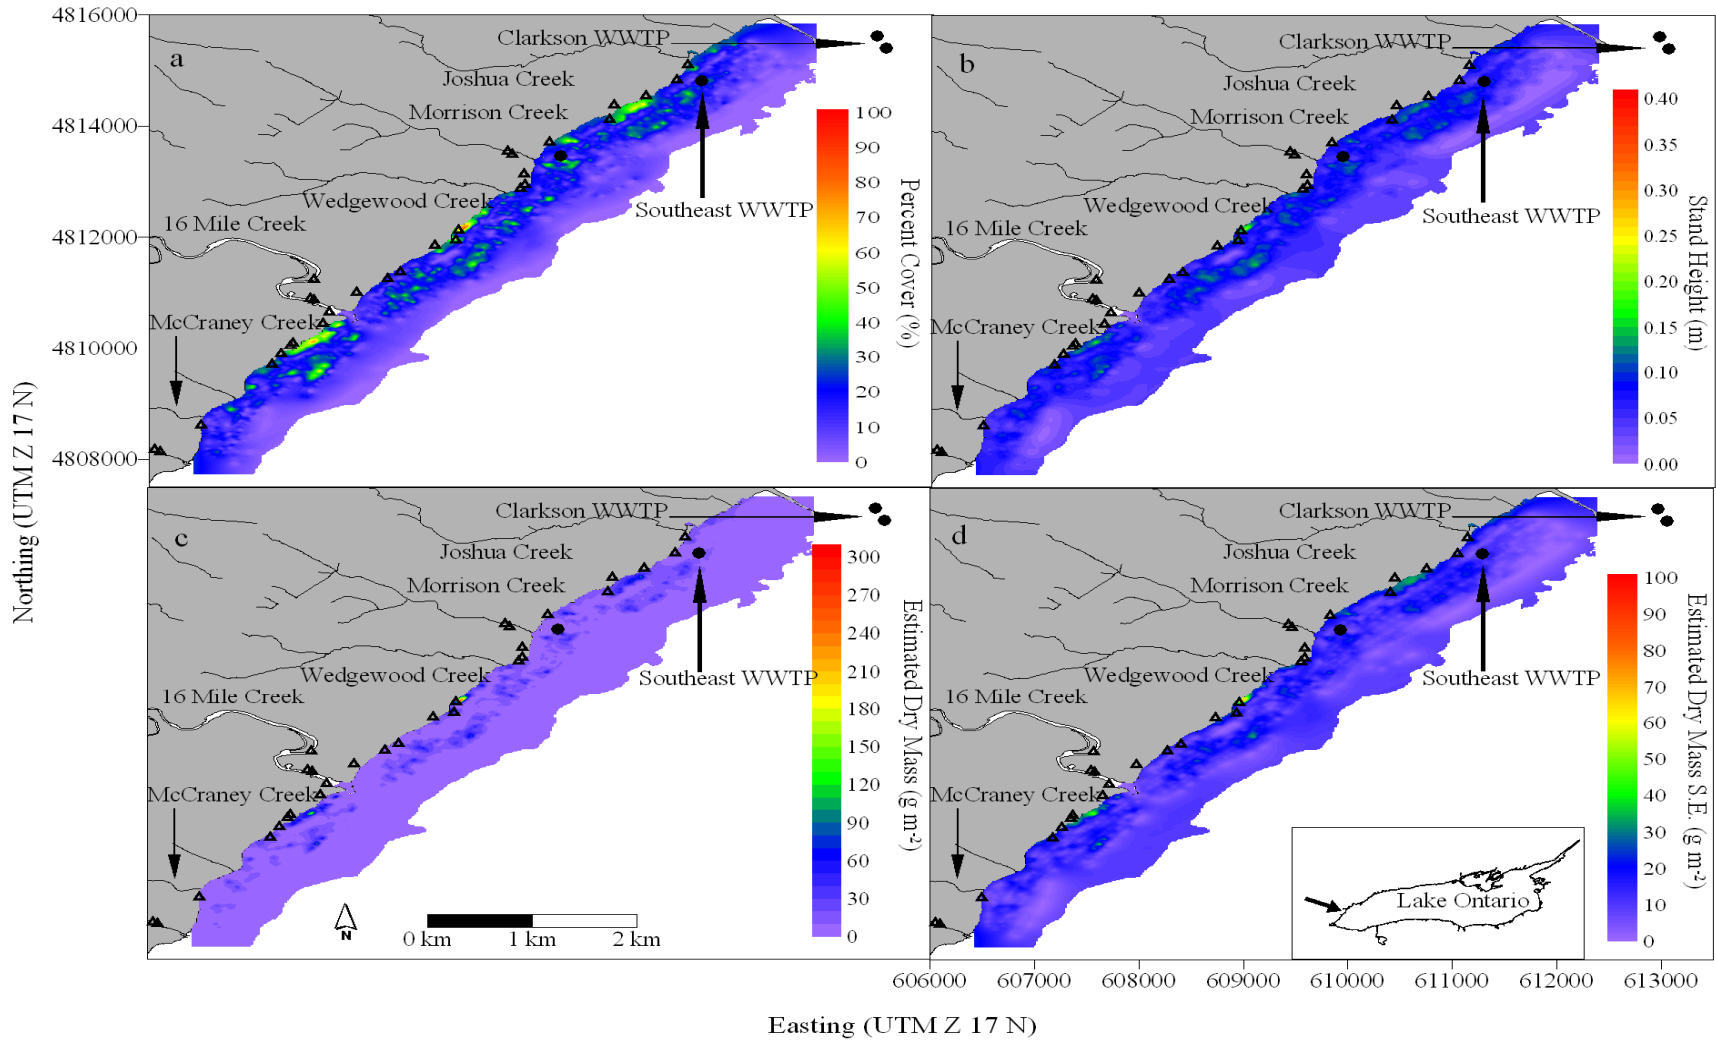 4816000
4814000
4812000
4810000
4808000
Northing (UTM Z 17 N)
a
Clarkson WWTP
Joshua Creek
Morrison Creek
Wedgewood Creek
16 Mile Creek
McCraney Creek
Southeast WWTP
100
90
80
70
60
50
40
30
20
10
0
Percent Cover (%)
b
Clarkson WWTP
Joshua Creek
Morrison Creek
Wedgewood Creek
16 Mile Creek
McCraney Creek
Southeast WWTP
0.40
0.35
0.30
0.25
0.20
0.15
0.10
0.05
0.00
Stand Height (m)
c
Clarkson WWTP
Joshua Creek
Morrison Creek
Wedgewood Creek
16 Mile Creek
McCraney Creek
Southeast WWTP
300
270
240
210
180
150
120
90
60
30
0
Estimated Dry Mass (g m-2)
N
0 km 1 km 2 km
d
Clarkson WWTP
Joshua Creek
Morrison Creek
Wedgewood Creek
16 Mile Creek
McCraney Creek
Southeast WWTP
100
90
80
70
60
50
40
30
20
10
0
Estimated Dry Mass S.E. (g m-2)
Lake Ontario
606000 607000 608000 609000 610000 611000 612000 613000
Easting (UTM Z 17 N)